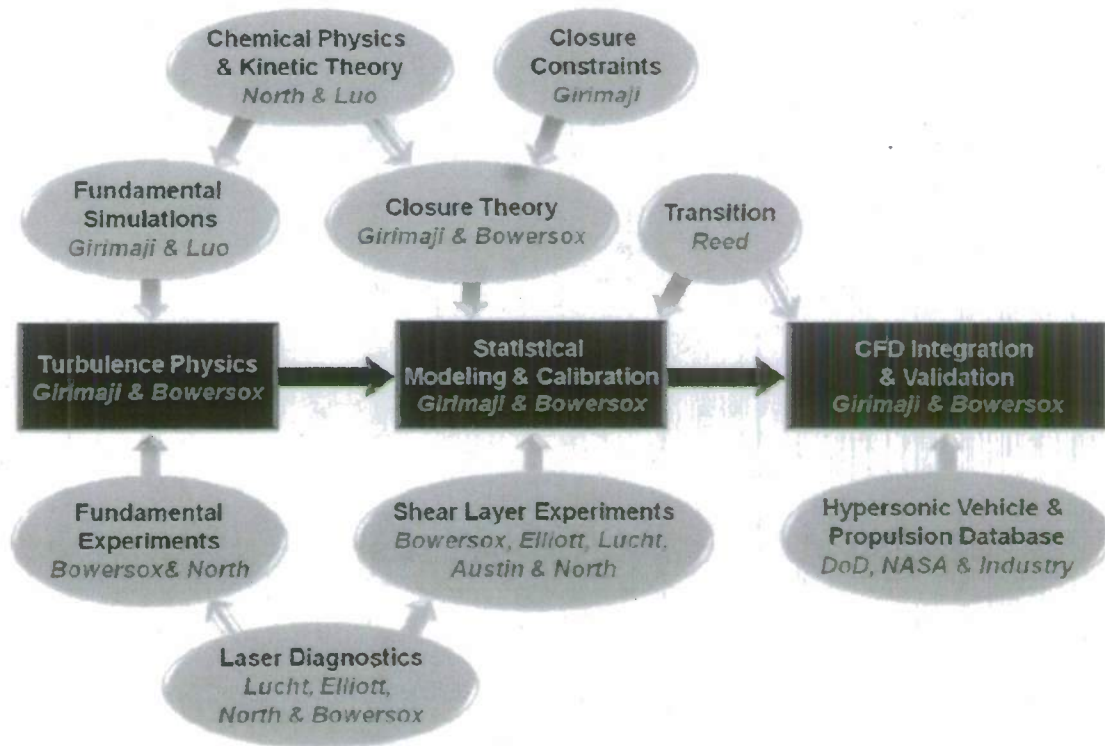 Chemical Physics
& Kinetic Theory
North & Luo
Closure
Constraints
Girimaji
Fundamental
Simulations
Girimaji & Luo
Closure Theory
Girimaji & Bowersox
Transition
Reed
Turbulence Physics
Girimaji & Bowersox
Statistical
Modeling & Calibration
Girimaji & Bowersox
CFD Integration
& Validation
Girimaji & Bowersox
Fundamental
Experiments
Bowersox& North
Shear Layer Experiments
Bowersox, Elliott, Lucht,
Austin & North
Hypersonic Vehicle &
Propulsion Database
DoD, NASA & Industry
Laser Diagnostics
Lucht, Elliott,
North & Bowersox